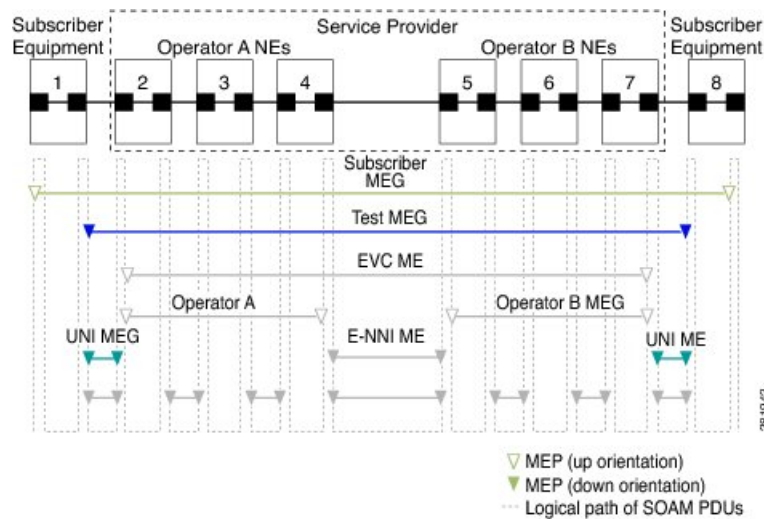 Subscriber Equipment
Service Provider
Subscriber Equipment
Operator A NEs
Operator B NEs
1 2 3 4 5 6 7 8
Subscriber MEG
Test MEG
EVC ME
Operator A
Operator B MEG
UNI MEG
E-NNI ME
UNI ME
MEP (up orientation)
MEP (down orientation)
Logical path of SOAM PDUs